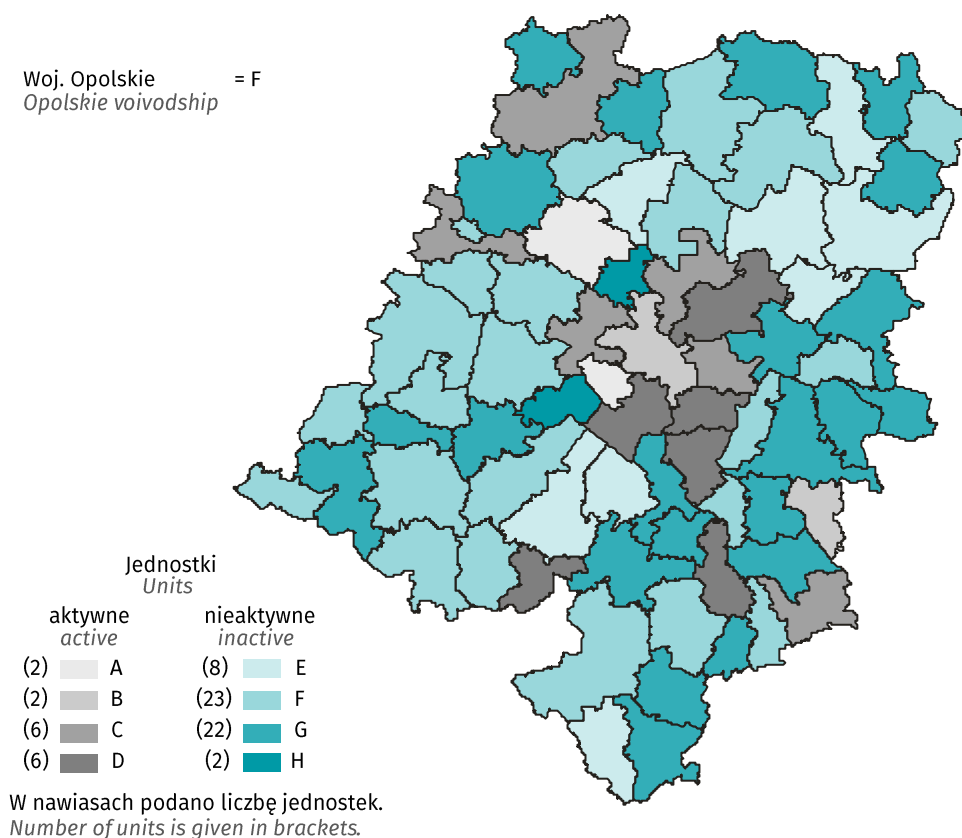 Woj. Opolskie = F
Opolskie voivodship
Jednostki
Units
aktywne nieaktywne
active inactive
(2) A (8) E
(2) B (23) F
(6) C (22) G
(6) D (2) H
W nawiasach podano liczbę jednostek.
Number of units is given in brackets.